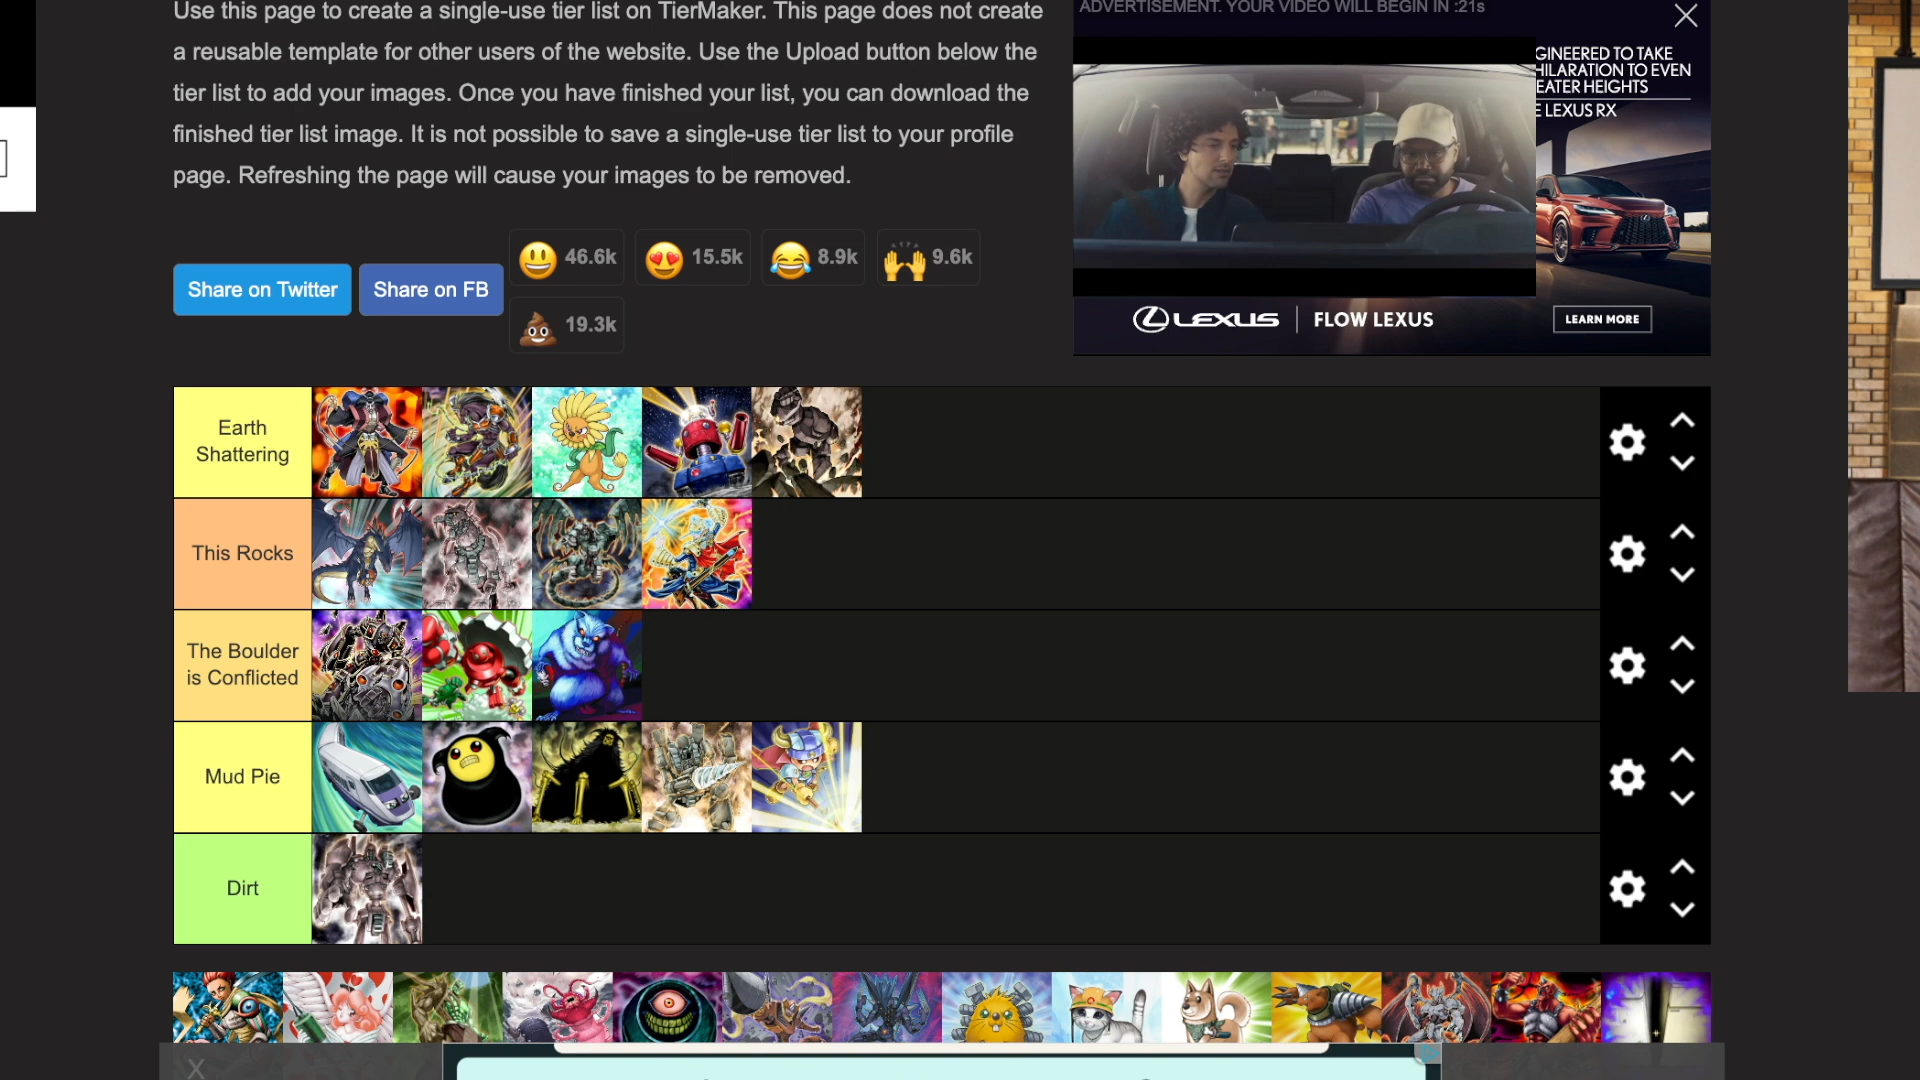 Use this page to create a single-use tier list on TierMaker. This page does not create
a reusable template for other users of the website. Use the Upload button below the
tier list to add your images. Once you have finished your list, you can download the
finished tier list image. It is not possible to save a single-use tier list to your profile
page. Refreshing the page will cause your images to be removed.
Share on Twitter
Share on FB
46.6k
15.5k
8.9k
9.6k
19.3k
ADVERTISEMENT. YOUR VIDEO WILL BEGIN IN :21s
GINEERED TO TAKE
HILARATION TO EVEN
EATER HEIGHTS
E LEXUS RX
LEXUS
FLOW LEXUS
LEARN MORE
Earth
Shattering
This Rocks
The Boulder
is Conflicted
Mud Pie
Dirt
X